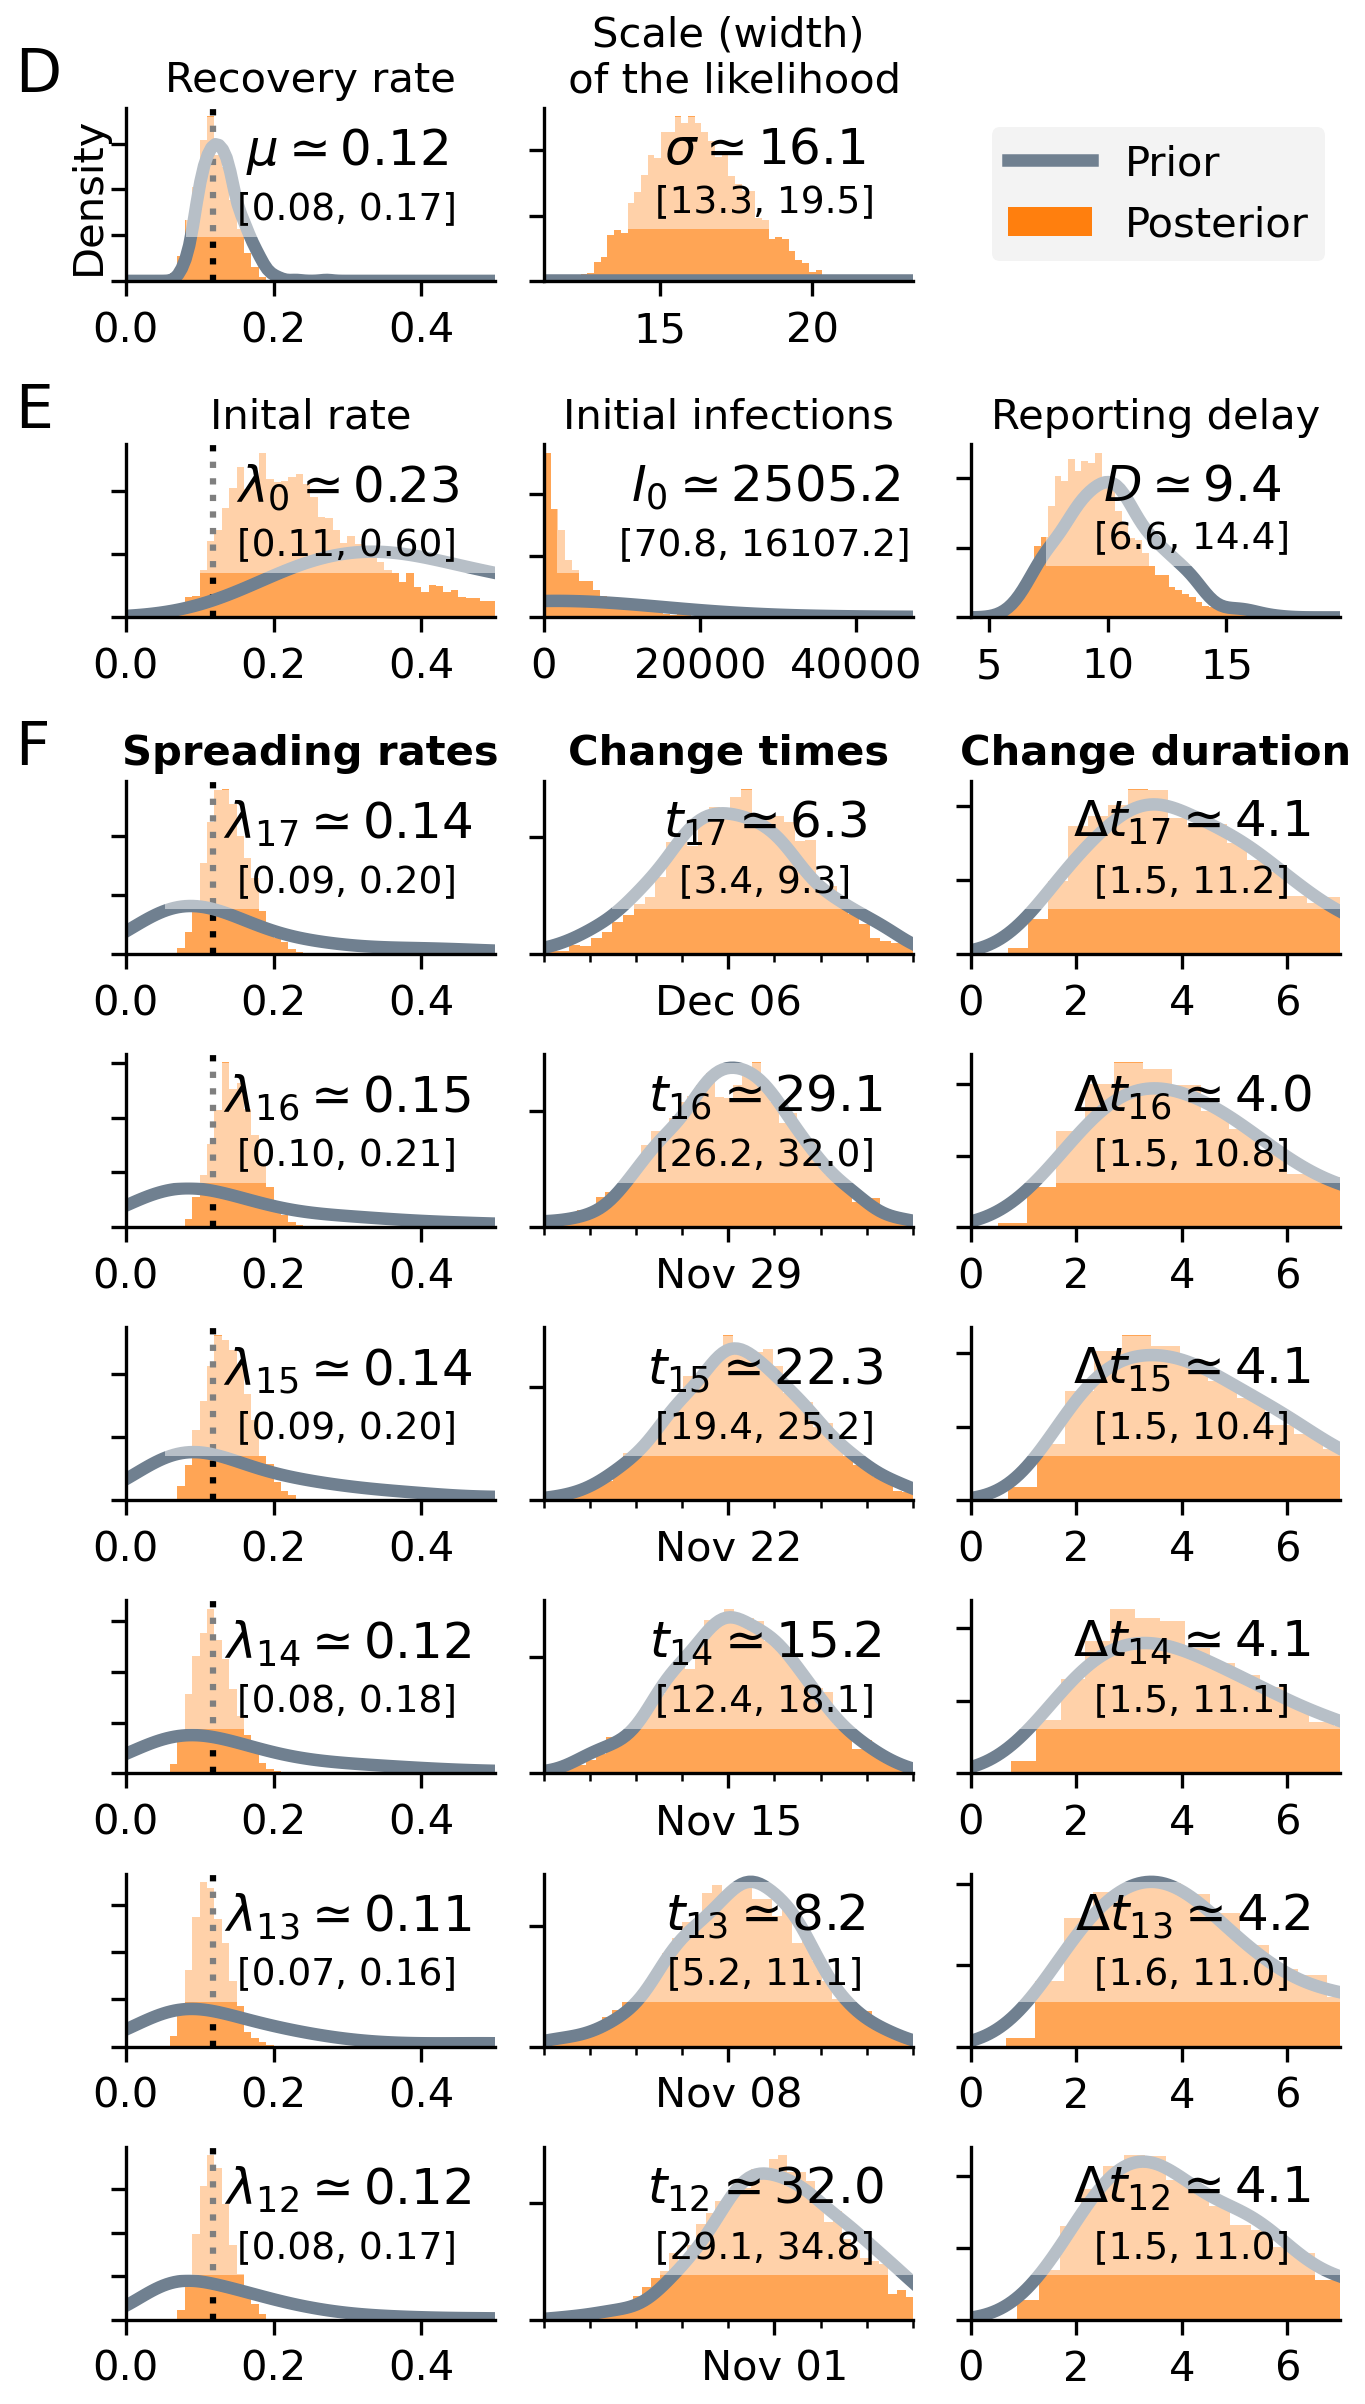 D
Recovery rate
Scale (width)
of the likelihood
Density
μ ≃ 0.12
[0.08, 0.17]
0.0 0.2 0.4
σ ≃ 16.1
[13.3, 19.5]
15 20
Prior
Posterior
E
Inital rate
Initial infections
Reporting delay
λ0 ≃ 0.23
[0.11, 0.60]
0.0 0.2 0.4
I0 ≃ 2505.2
[70.8, 16107.2]
0 20000 40000
D ≃ 9.4
[6.6, 14.4]
5 10 15
F
Spreading rates
Change times
Change duration
λ17 ≃ 0.14
[0.09, 0.20]
0.0 0.2 0.4
t17 ≃ 6.3
[3.4, 9.3]
Dec 06
Δt17 ≃ 4.1
[1.5, 11.2]
0 2 4 6
λ16 ≃ 0.15
[0.10, 0.21]
0.0 0.2 0.4
t16 ≃ 29.1
[26.2, 32.0]
Nov 29
Δt16 ≃ 4.0
[1.5, 10.8]
0 2 4 6
λ15 ≃ 0.14
[0.09, 0.20]
0.0 0.2 0.4
t15 ≃ 22.3
[19.4, 25.2]
Nov 22
Δt15 ≃ 4.1
[1.5, 10.4]
0 2 4 6
λ14 ≃ 0.12
[0.08, 0.18]
0.0 0.2 0.4
t14 ≃ 15.2
[12.4, 18.1]
Nov 15
Δt14 ≃ 4.1
[1.5, 11.1]
0 2 4 6
λ13 ≃ 0.11
[0.07, 0.16]
0.0 0.2 0.4
t13 ≃ 8.2
[5.2, 11.1]
Nov 08
Δt13 ≃ 4.2
[1.6, 11.0]
0 2 4 6
λ12 ≃ 0.12
[0.08, 0.17]
0.0 0.2 0.4
t12 ≃ 32.0
[29.1, 34.8]
Nov 01
Δt12 ≃ 4.1
[1.5, 11.0]
0 2 4 6